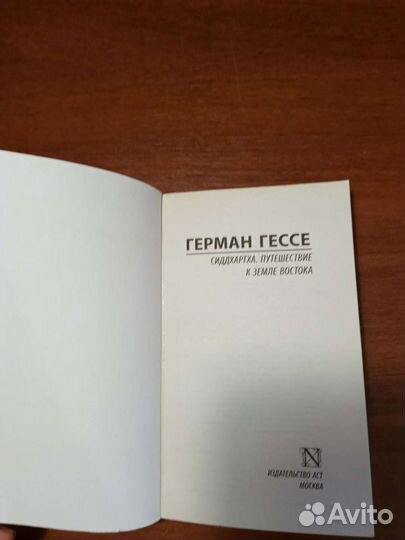 ГЕРМАН ГЕССЕ
СИДДХАРТХА. ПУТЕШЕСТВИЕ
К ЗЕМЛЕ ВОСТОКА
N
ИЗДАТЕЛЬСТВО АСТ
МОСКВА
Avito